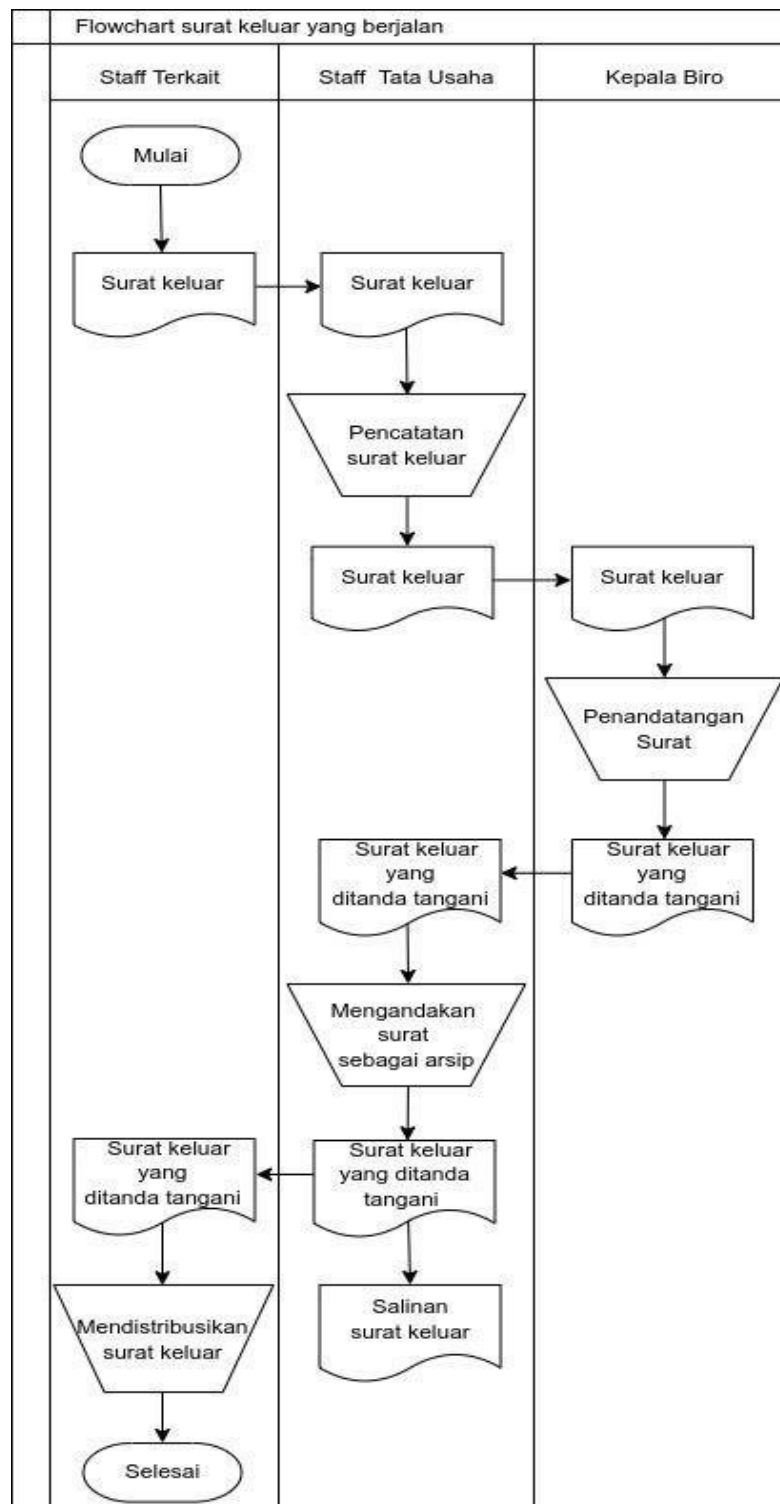 Flowchart surat keluar yang berjalan
Staff Terkait
Staff Tata Usaha
Kepala Biro
Mulai
Surat keluar
Surat keluar
Pencatatan
surat keluar
Surat keluar
Surat keluar
Penandatangan
Surat
Surat keluar
yang
ditanda tangani
Surat keluar
yang
ditanda tangani
Mengandakan
surat
sebagai arsip
Surat keluar
yang ditanda
tangani
Surat keluar
yang
ditanda tangani
Salinan
surat keluar
Mendistribusikan
surat keluar
Selesai